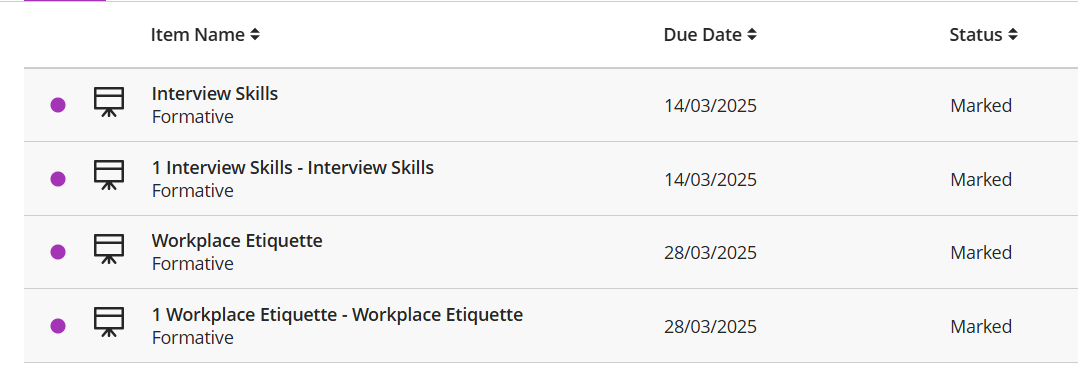 Item Name Due Date Status
Interview Skills
Formative 14/03/2025 Marked
1 Interview Skills - Interview Skills
Formative 14/03/2025 Marked
Workplace Etiquette
Formative 28/03/2025 Marked
1 Workplace Etiquette - Workplace Etiquette
Formative 28/03/2025 Marked